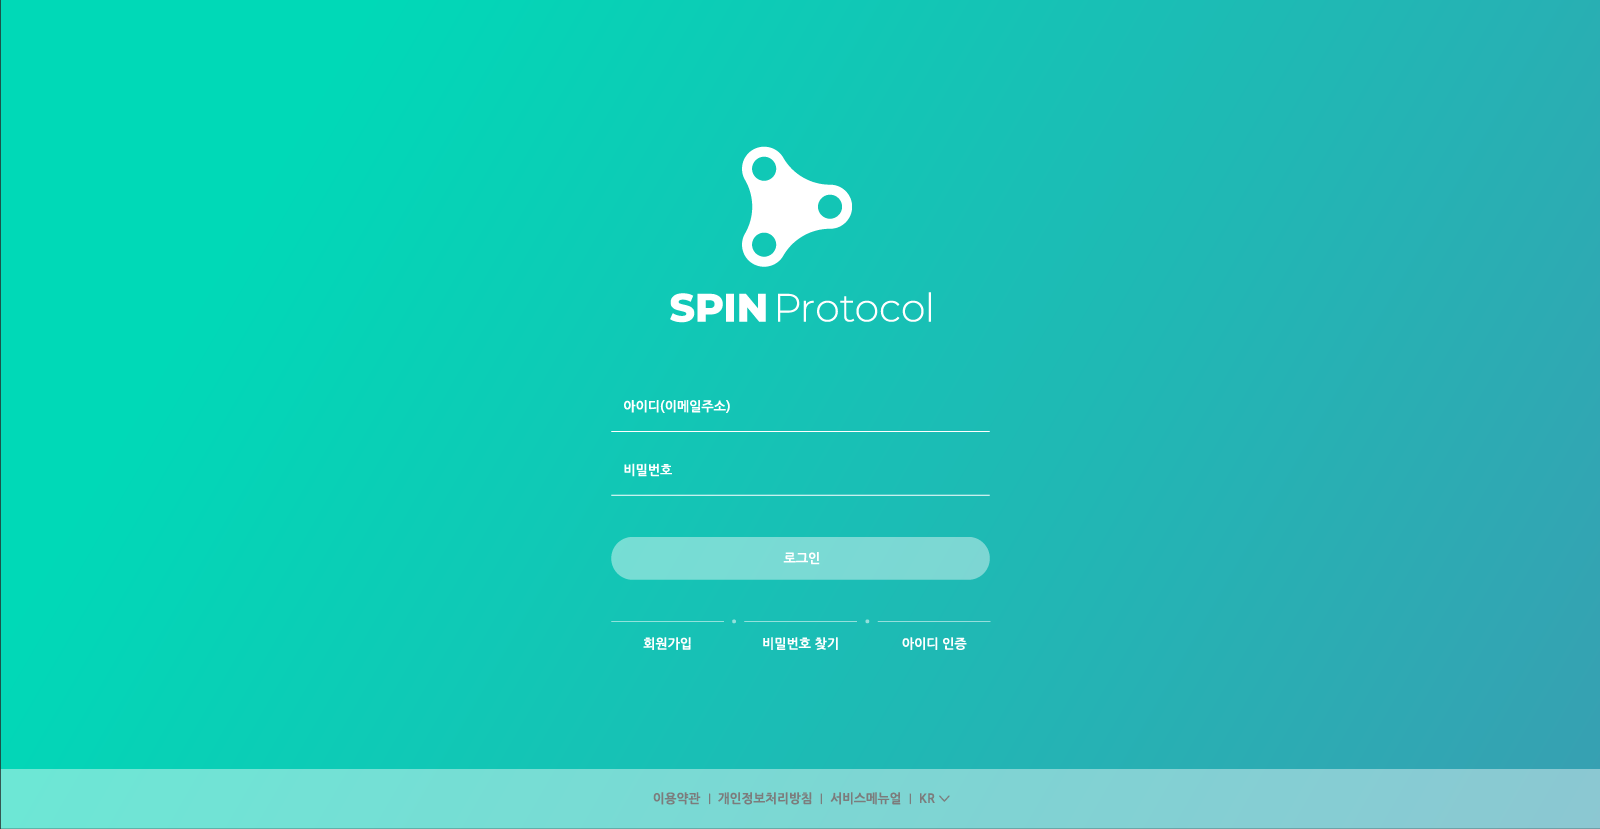 SPIN Protocol
아이디(이메일주소)
비밀번호
로그인
회원가입 비밀번호 찾기 아이디 인증
이용약관 | 개인정보처리방침 | 서비스메뉴얼 | KR